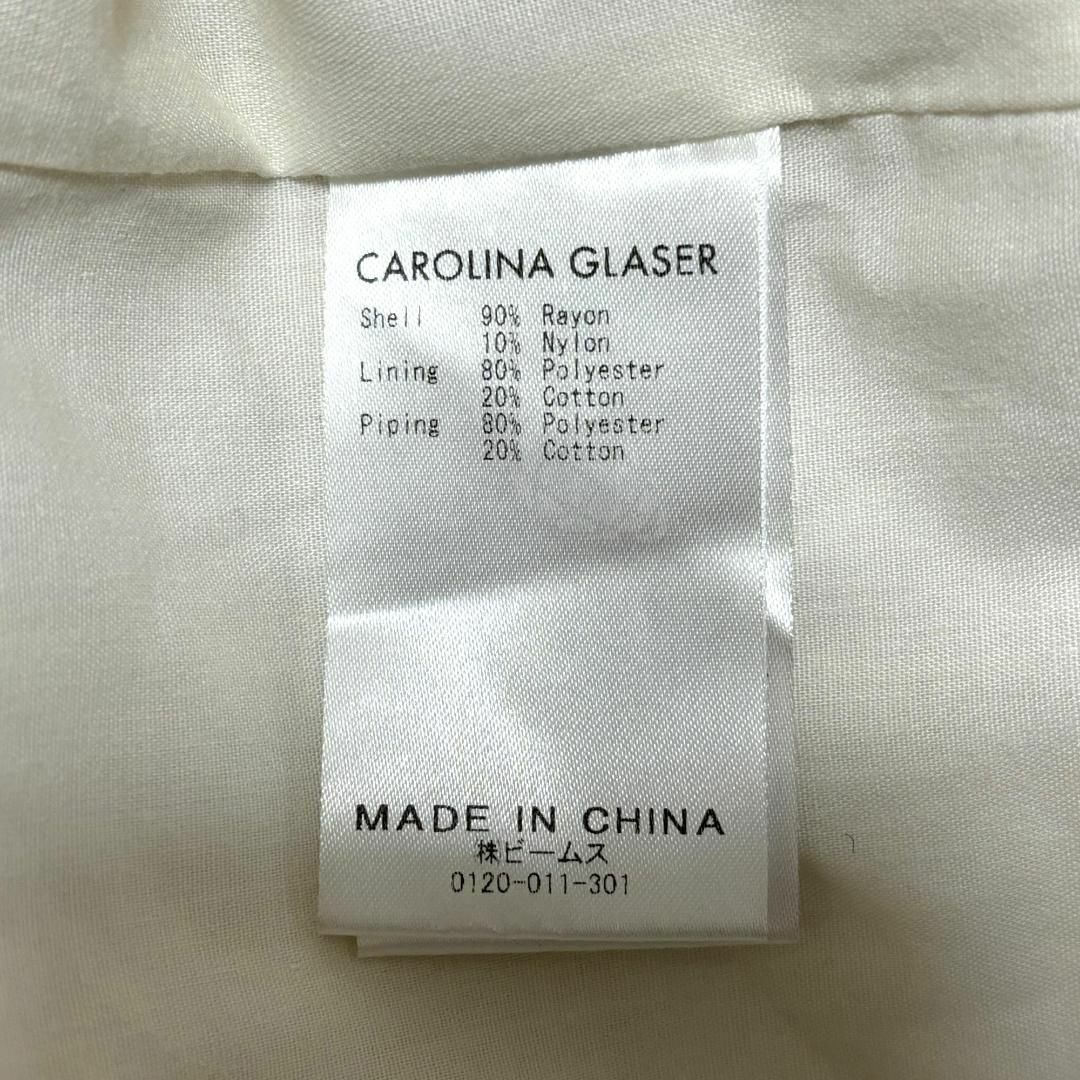 CAROLINA GLASER
Shell 90% Rayon
10% Nylon
Lining 80% Polyester
20% Cotton
Piping 80% Polyester
20% Cotton
MADE IN CHINA
㈱ビームス
0120-011-301